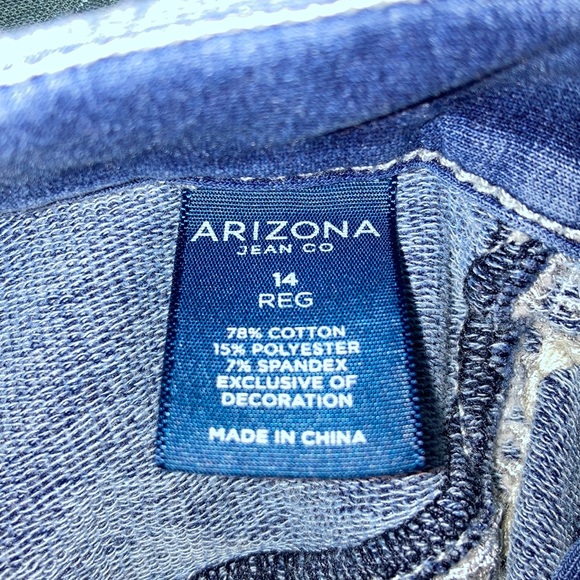 ARIZONA
JEAN CO
14
REG
78% COTTON
15% POLYESTER
7% SPANDEX
EXCLUSIVE OF
DECORATION
MADE IN CHINA